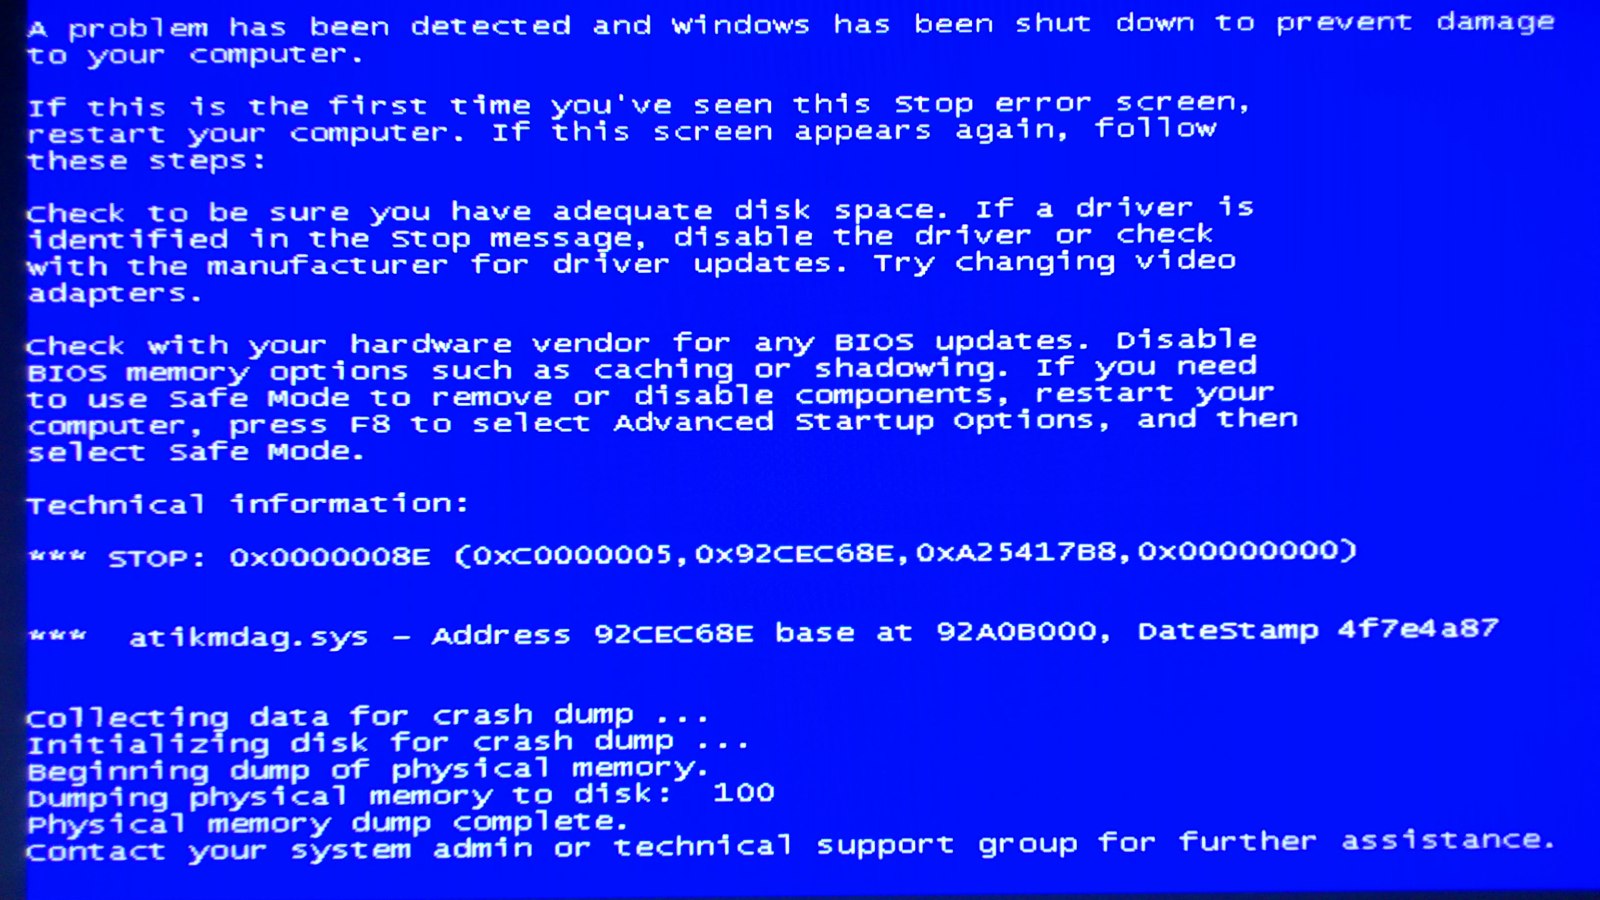 A problem has been detected and windows has been shut down to prevent damage
to your computer.
If this is the first time you've seen this Stop error screen,
restart your computer. If this screen appears again, follow
these steps:
Check to be sure you have adequate disk space. If a driver is
identified in the Stop message, disable the driver or check
with the manufacturer for driver updates. Try changing video
adapters.
Check with your hardware vendor for any BIOS updates. Disable
BIOS memory options such as caching or shadowing. If you need
to use Safe Mode to remove or disable components, restart your
computer, press F8 to select Advanced Startup Options, and then
select Safe Mode.
Technical information:
*** STOP: 0x0000008E (0xC0000005,0x92CEC68E,0xA25417B8,0x00000000)
*** atikmdag.sys - Address 92CEC68E base at 92A0B000, DateStamp 4f7e4a87
Collecting data for crash dump ...
Initializing disk for crash dump ...
Beginning dump of physical memory.
Dumping physical memory to disk: 100
Physical memory dump complete.
Contact your system admin or technical support group for further assistance.